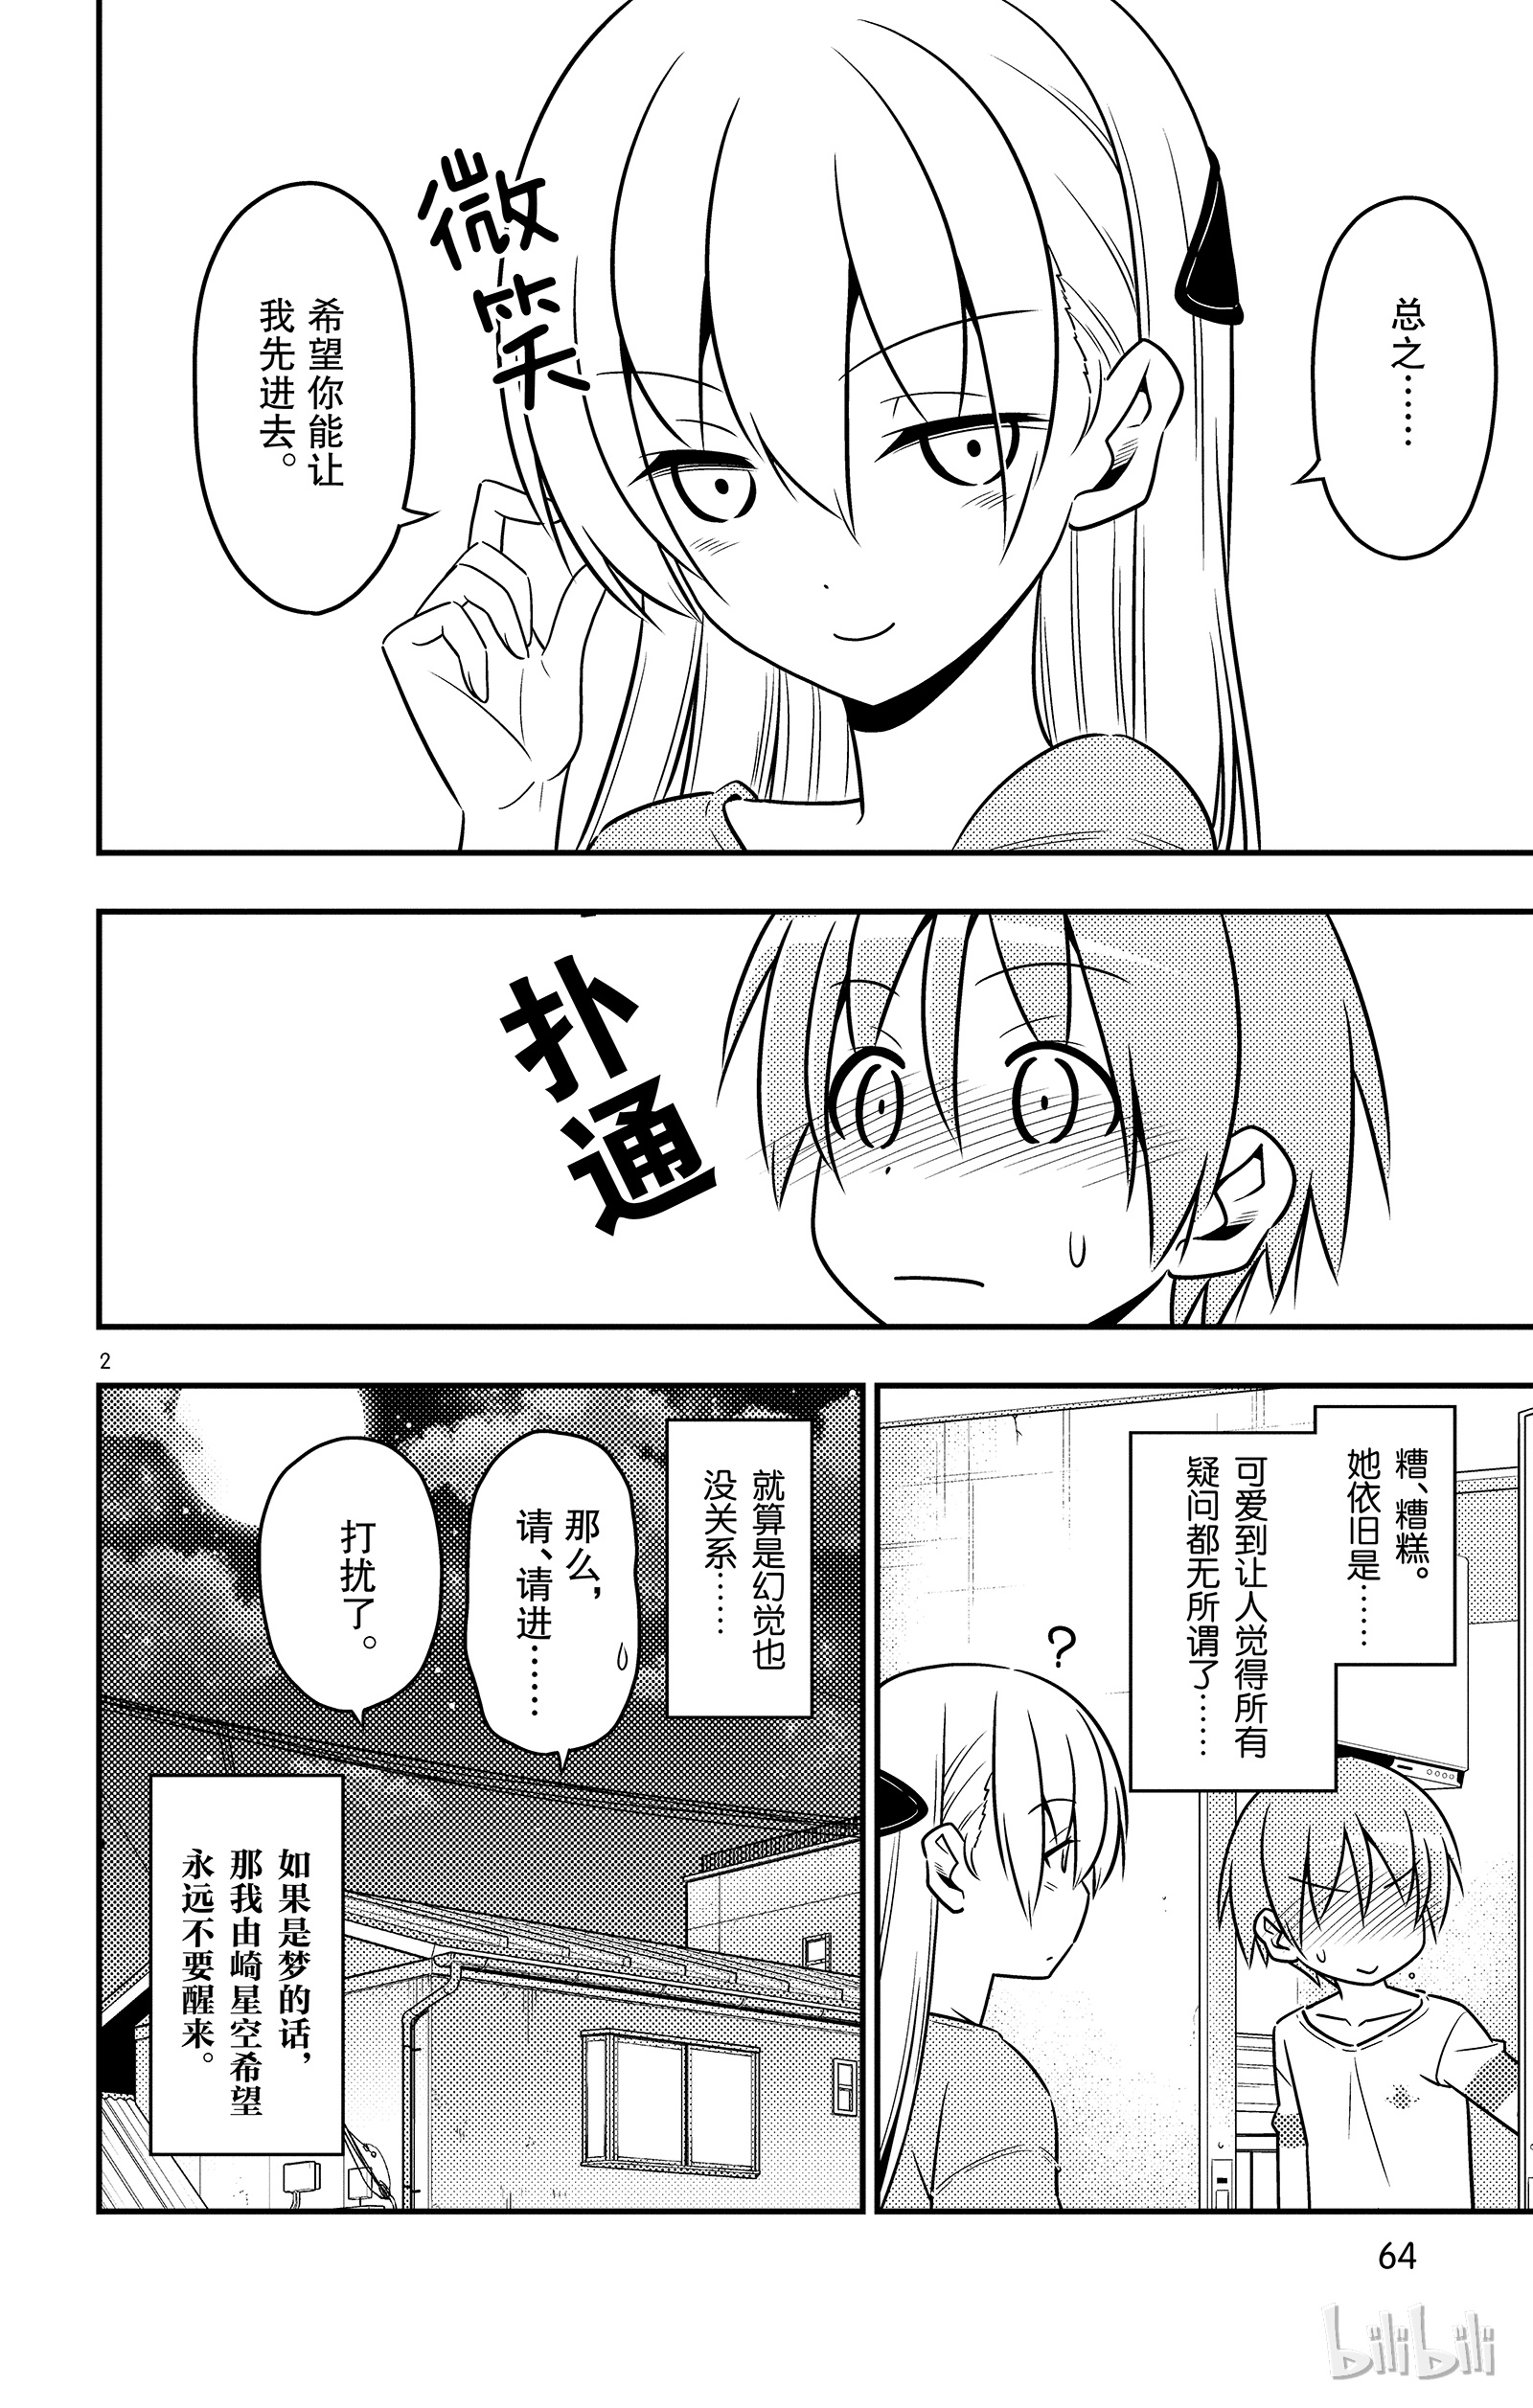 总之……
微笑
希望你能让
我先进去。
扑通
2
糟、糟糕。
她依旧是……
可爱到让人觉得所有
疑问都无所谓了……
?
就算是幻觉也
没关系……
那么，
请、请进……
打扰了。
如果是梦的话，
那我由崎星空希望
永远不要醒来。
64
bilibili